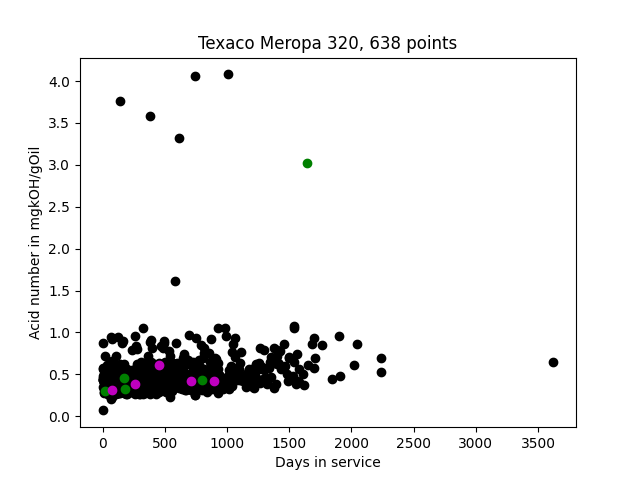 Texaco Meropa 320, 638 points
Acid number in mgkOH/gOil
4.0
3.5
3.0
2.5
2.0
1.5
1.0
0.5
0.0
0 500 1000 1500 2000 2500 3000 3500
Days in service